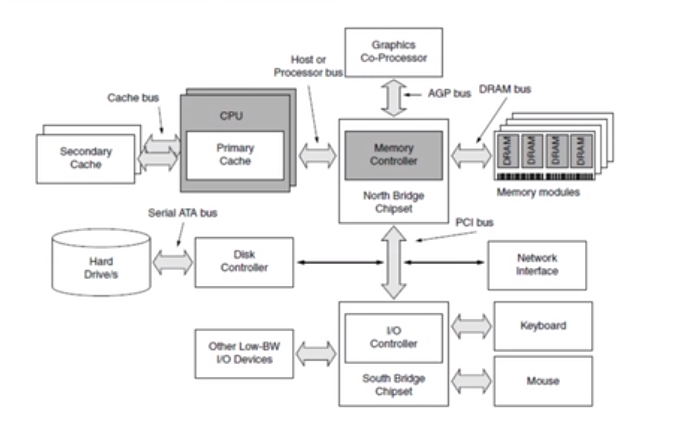 Graphics
Co-Processor
Host or
Processor bus
AGP bus
DRAM bus
Cache bus
CPU
Secondary
Cache
Primary
Cache
Memory
Controller
DRAM
DRAM
DRAM
DRAM
Memory modules
North Bridge
Chipset
Serial ATA bus
PCI bus
Hard
Drive/s
Disk
Controller
Network
Interface
I/O
Controller
Keyboard
Other Low-BW
I/O Devices
South Bridge
Chipset
Mouse